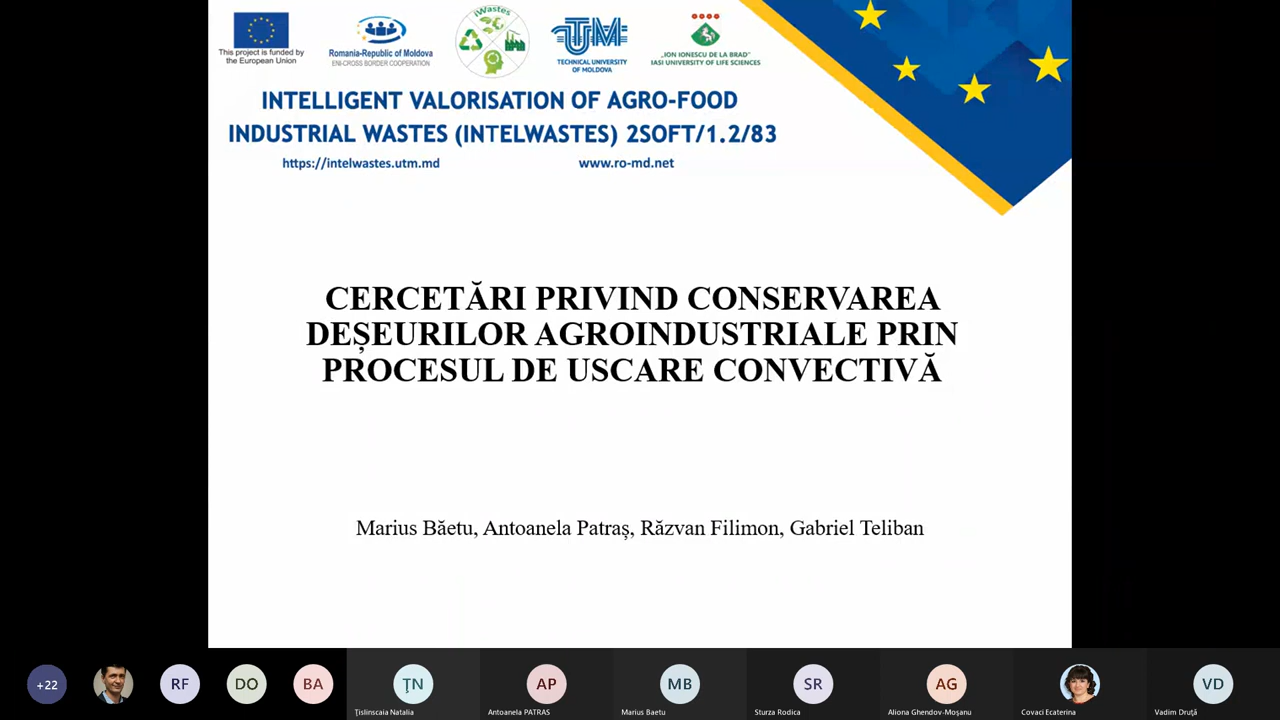 This project is funded by
the European Union
Romania-Republic of Moldova
ENI-CROSS BORDER COOPERATION
iWastes
UTM
TECHNICAL UNIVERSITY
OF MOLDOVA
„ION IONESCU DE LA BRAD”
IASI UNIVERSITY OF LIFE SCIENCES
INTELLIGENT VALORISATION OF AGRO-FOOD
INDUSTRIAL WASTES (INTELWASTES) 2SOFT/1.2/83
https://intelwastes.utm.md
www.ro-md.net
CERCETĂRI PRIVIND CONSERVAREA
DEȘEURILOR AGROINDUSTRIALE PRIN
PROCESUL DE USCARE CONVECTIVĂ
Marius Băetu, Antoanela Patraș, Răzvan Filimon, Gabriel Teliban
+22
RF
DO
BA
ŢN
AP
MB
SR
AG
VD
Ţislinscaia Natalia
Antoanela PATRAS
Marius Baetu
Sturza Rodica
Aliona Ghendov-Moșanu
Covaci Ecaterina
Vadim Druţă